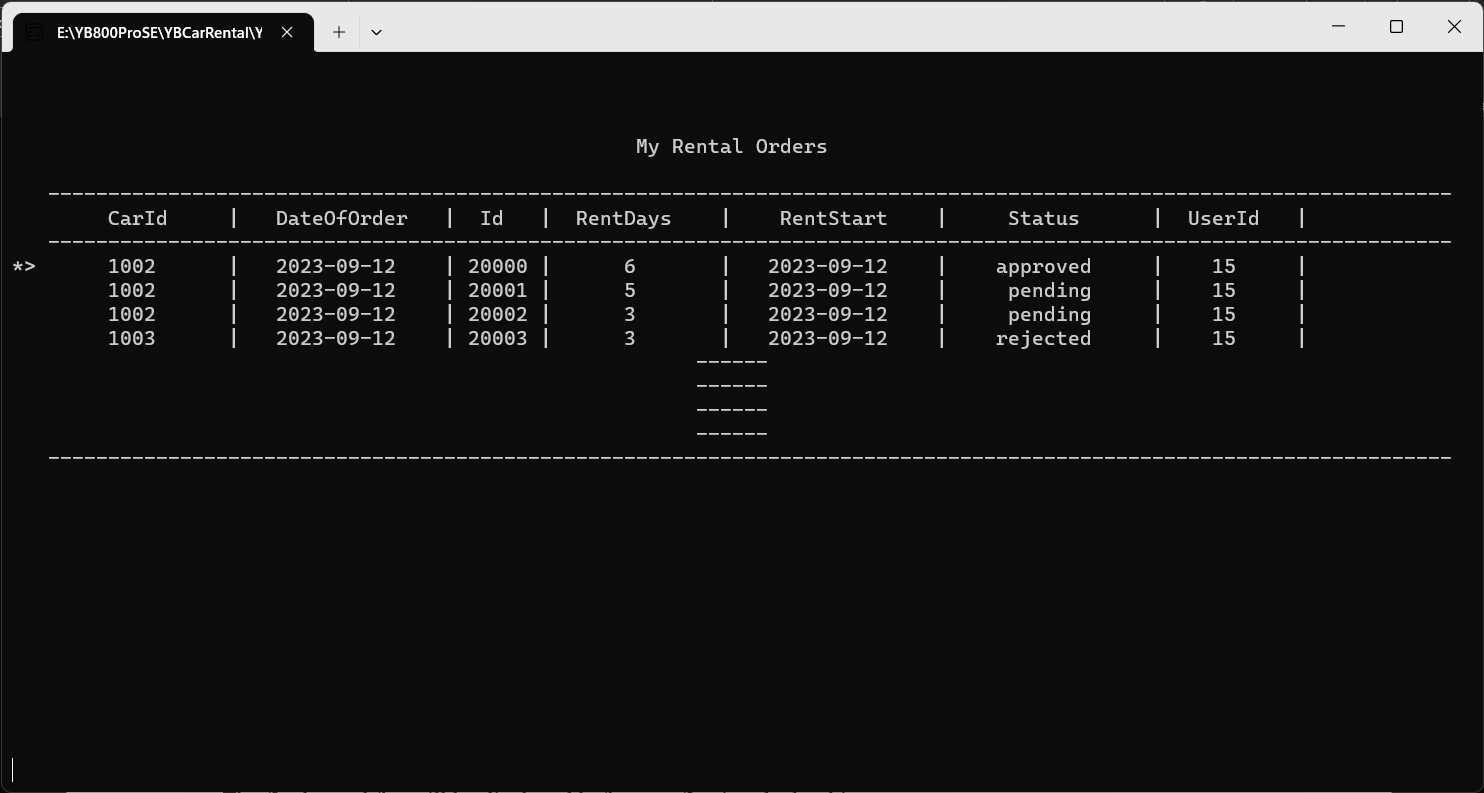 E:\YB800ProSE\YBCarRental\Y
My Rental Orders
------------------------------------------------------------------------------------------------------------------
CarId | DateOfOrder | Id | RentDays | RentStart | Status | UserId |
------------------------------------------------------------------------------------------------------------------
*> 1002 | 2023-09-12 | 20000 | 6 | 2023-09-12 | approved | 15 |
1002 | 2023-09-12 | 20001 | 5 | 2023-09-12 | pending | 15 |
1002 | 2023-09-12 | 20002 | 3 | 2023-09-12 | pending | 15 |
1003 | 2023-09-12 | 20003 | 3 | 2023-09-12 | rejected | 15 |
------
------
------
------
------------------------------------------------------------------------------------------------------------------